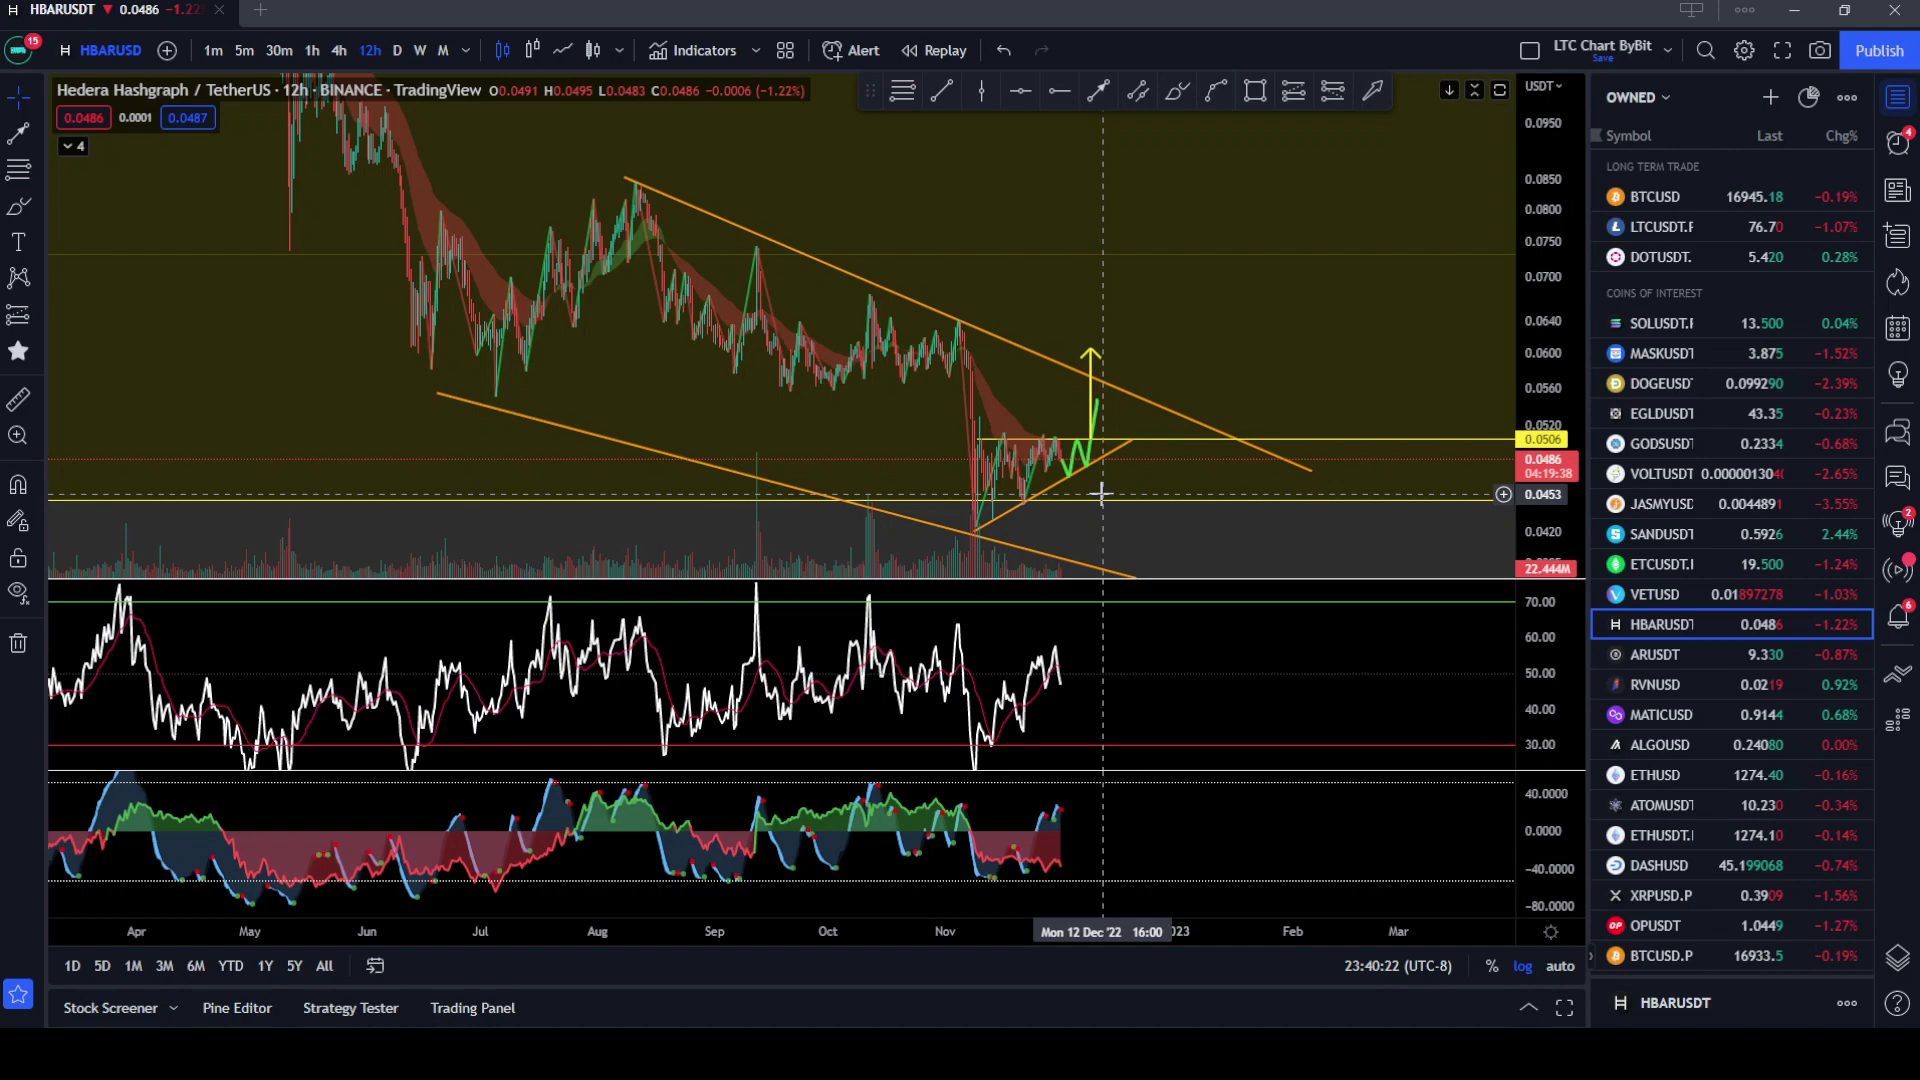 HBARUSDT ▼ 0.0486 −1.22
15
HBARUSD
1m 5m 30m 1h 4h 12h D W M
Indicators
Alert
Replay
LTC Chart ByBit
Save
Publish
Hedera Hashgraph / TetherUS · 12h · BINANCE · TradingView O0.0491 H0.0495 L0.0483 C0.0486 −0.0006 (−1.22%)
0.0486 0.0001 0.0487
4
USDT
0.0950
0.0850
0.0800
0.0750
0.0700
0.0640
0.0600
0.0560
0.0520
0.0506
0.0486
04:19:38
0.0453
0.0420
22.444M
70.00
60.00
50.00
40.00
30.00
40.0000
0.0000
−40.0000
−80.0000
Apr May Jun Jul Aug Sep Oct Nov Mon 12 Dec '22 16:00 023 Feb Mar
1D 5D 1M 3M 6M YTD 1Y 5Y All
23:40:22 (UTC-8) % log auto
Stock Screener Pine Editor Strategy Tester Trading Panel
OWNED
Symbol Last Chg%
LONG TERM TRADE
BTCUSD 16945.18 −0.19%
LTCUSDT.F 76.70 −1.07%
DOTUSDT. 5.420 0.28%
COINS OF INTEREST
SOLUSDT.F 13.500 0.04%
MASKUSDT 3.875 −1.52%
DOGEUSDT 0.099290 −2.39%
EGLDUSDT 43.35 −0.23%
GODSUSDT 0.2334 −0.68%
VOLTUSDT 0.0000013040 −2.65%
JASMYUSD 0.0044891 −3.55%
SANDUSDT 0.5926 2.44%
ETCUSDT.I 19.500 −1.24%
VETUSD 0.01897278 −1.03%
HBARUSDT 0.0486 −1.22%
ARUSDT 9.330 −0.87%
RVNUSD 0.0219 0.92%
MATICUSD 0.9144 0.68%
ALGOUSD 0.24080 0.00%
ETHUSD 1274.40 −0.16%
ATOMUSDT 10.230 −0.34%
ETHUSDT.I 1274.10 −0.14%
DASHUSD 45.199068 −0.74%
XRPUSD.P 0.3909 −1.56%
OPUSDT 1.0449 −1.27%
BTCUSD.P 16933.5 −0.19%
HBARUSDT
4
2
6